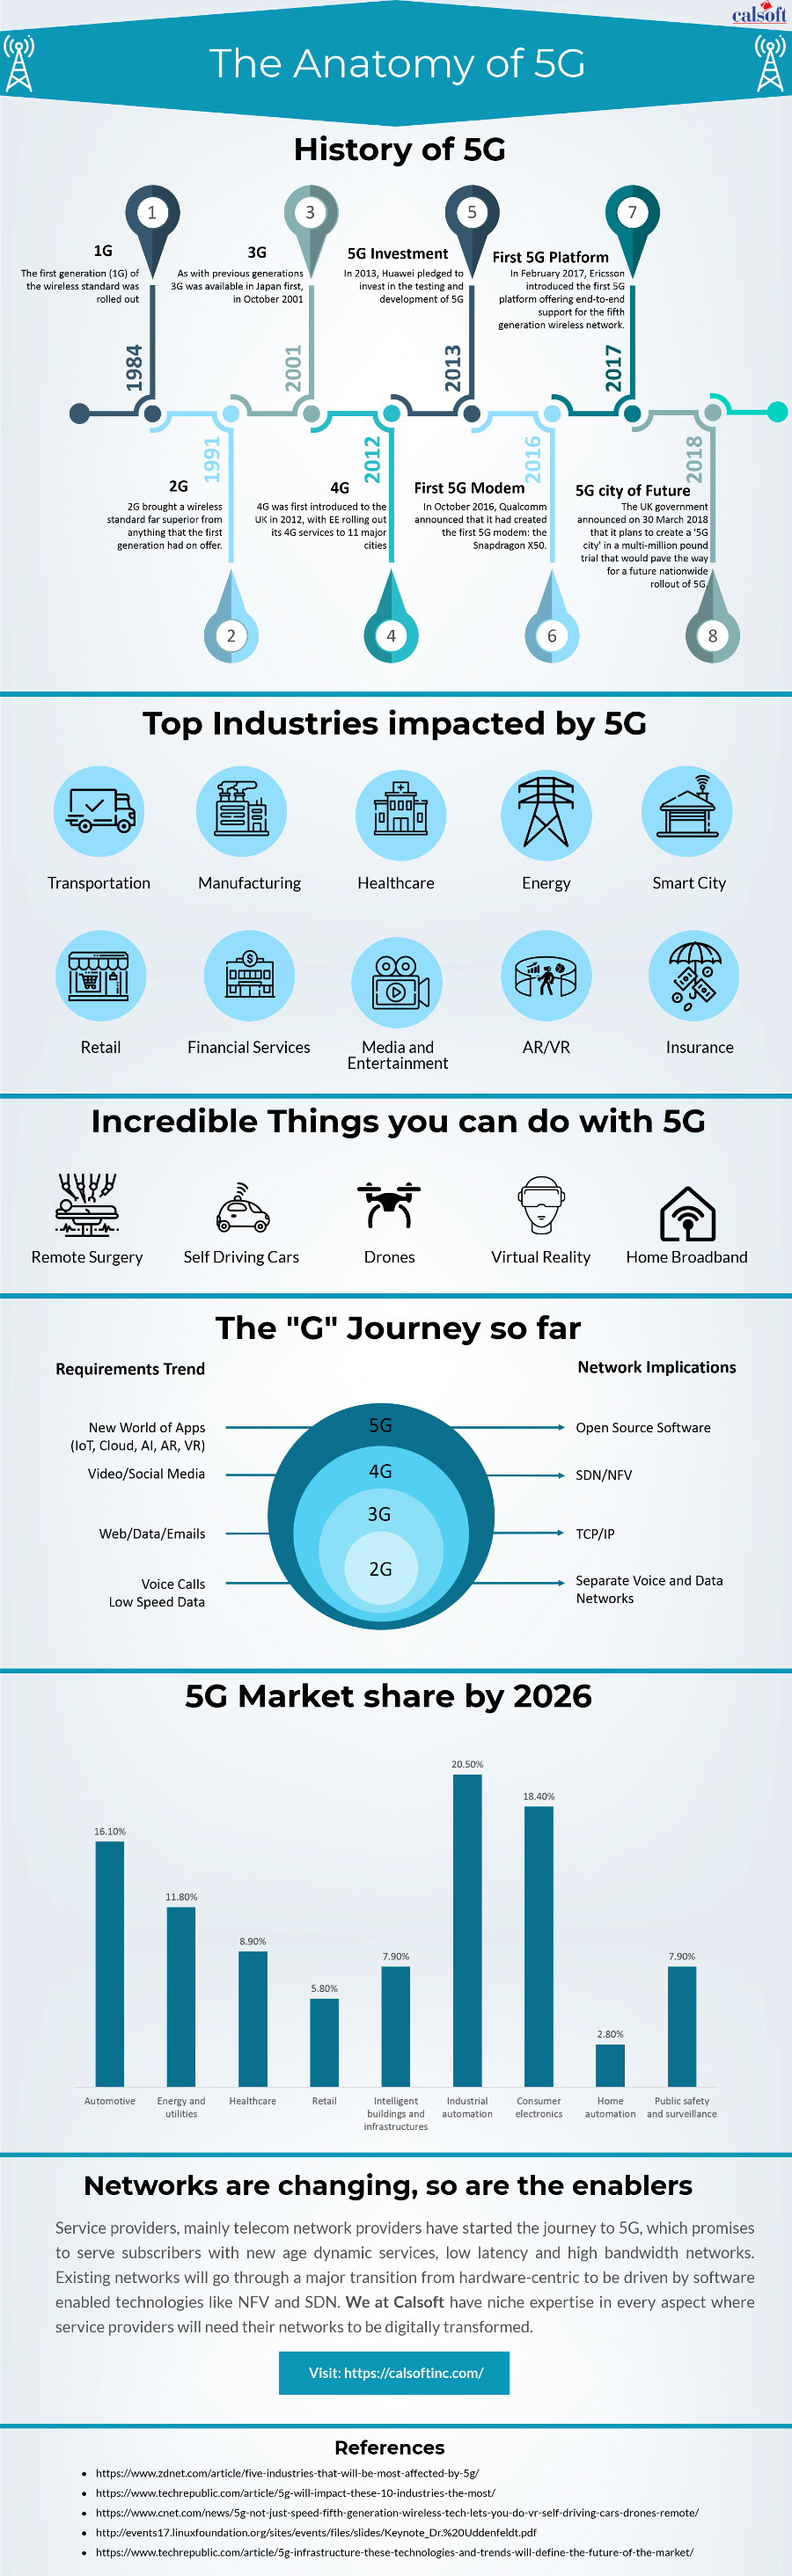 calsoft
The Anatomy of 5G
History of 5G
1
3
5
7
1G
The first generation (1G) of
the wireless standard was
rolled out
1984
3G
As with previous generations
3G was available in Japan first,
in October 2001
2001
5G Investment
In 2013, Huawei pledged to
invest in the testing and
development of 5G
2013
First 5G Platform
In February 2017, Ericsson
introduced the first 5G
platform offering end-to-end
support for the fifth
generation wireless network.
2017
1991
2G
2G brought a wireless
standard far superior from
anything that the first
generation had on offer.
2012
4G
4G was first introduced to the
UK in 2012, with EE rolling out
its 4G services to 11 major
cities
2016
First 5G Modem
In October 2016, Qualcomm
announced that it had created
the first 5G modem: the
Snapdragon X50.
2018
5G city of Future
The UK government
announced on 30 March 2018
that it plans to create a '5G
city' in a multi-million pound
trial that would pave the way
for a future nationwide
rollout of 5G.
2
4
6
8
Top Industries impacted by 5G
Transportation
Manufacturing
Healthcare
Energy
Smart City
Retail
Financial Services
Media and
Entertainment
AR/VR
Insurance
Incredible Things you can do with 5G
Remote Surgery
Self Driving Cars
Drones
Virtual Reality
Home Broadband
The "G" Journey so far
Requirements Trend
Network Implications
New World of Apps
(IoT, Cloud, AI, AR, VR)
5G
Open Source Software
Video/Social Media
4G
SDN/NFV
Web/Data/Emails
3G
TCP/IP
Voice Calls
Low Speed Data
2G
Separate Voice and Data
Networks
5G Market share by 2026
16.10%
11.80%
8.90%
5.80%
7.90%
20.50%
18.40%
2.80%
7.90%
Automotive
Energy and
utilities
Healthcare
Retail
Intelligent
buildings and
infrastructures
Industrial
automation
Consumer
electronics
Home
automation
Public safety
and surveillance
Networks are changing, so are the enablers
Service providers, mainly telecom network providers have started the journey to 5G, which promises
to serve subscribers with new age dynamic services, low latency and high bandwidth networks.
Existing networks will go through a major transition from hardware-centric to be driven by software
enabled technologies like NFV and SDN. We at Calsoft have niche expertise in every aspect where
service providers will need their networks to be digitally transformed.
Visit: https://calsoftinc.com/
References
• https://www.zdnet.com/article/five-industries-that-will-be-most-affected-by-5g/
• https://www.techrepublic.com/article/5g-will-impact-these-10-industries-the-most/
• https://www.cnet.com/news/5g-not-just-speed-fifth-generation-wireless-tech-lets-you-do-vr-self-driving-cars-drones-remote/
• http://events17.linuxfoundation.org/sites/events/files/slides/Keynote_Dr.%20Uddenfeldt.pdf
• https://www.techrepublic.com/article/5g-infrastructure-these-technologies-and-trends-will-define-the-future-of-the-market/